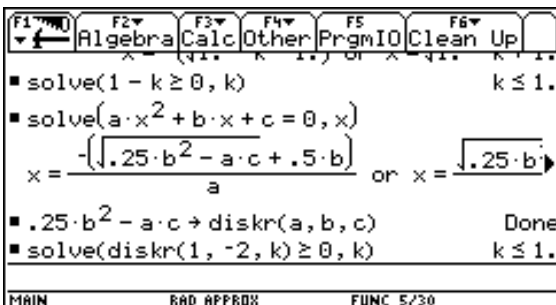 F1 F2 F3 F4 F5 F6
Algebra Calc Other PrgmIO Clean Up
solve(1 - k ≥ 0, k) k ≤ 1.
solve(a·x² + b·x + c = 0, x)
x = -(√.25·b² - a·c + .5·b) / a or x = √.25·b
.25·b² - a·c → diskr(a, b, c) Done
solve(diskr(1, ⁻2, k) ≥ 0, k) k ≤ 1.
MAIN RAD APPROX FUNC 5/30